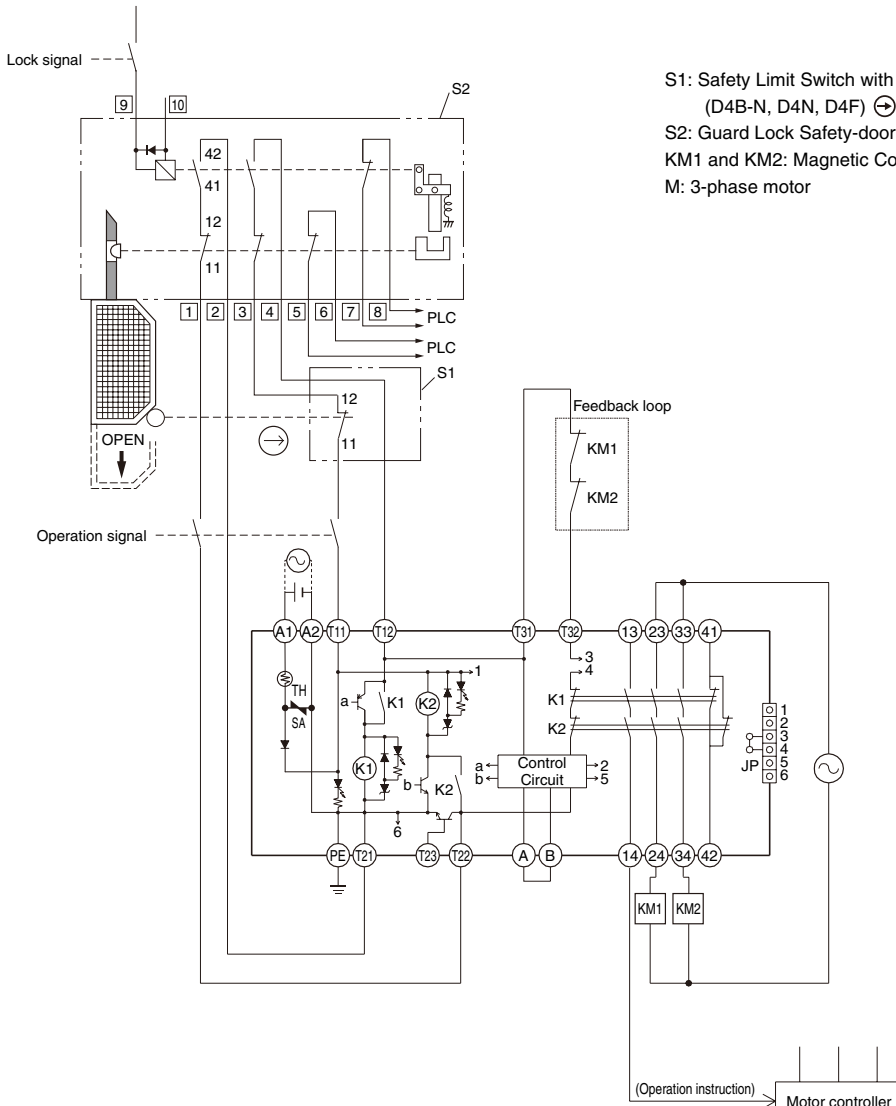 Lock signal
S2
S1: Safety Limit Switch with
(D4B-N, D4N, D4F)
S2: Guard Lock Safety-door
KM1 and KM2: Magnetic Co
M: 3-phase motor
9 10
42
41
12
11
1 2 3 4 5 6 7 8
PLC
PLC
S1
12
11
OPEN
Feedback loop
KM1
KM2
Operation signal
A1 A2 T11 T12 T31 T32 13 23 33 41
TH
SA
a K1 K2 1
3
4
K1
K2
K1
b K2
a Control 2
b Circuit 5
6
JP
1
2
3
4
5
6
PE T21 T23 T22 A B 14 24 34 42
KM1 KM2
(Operation instruction)
Motor controller